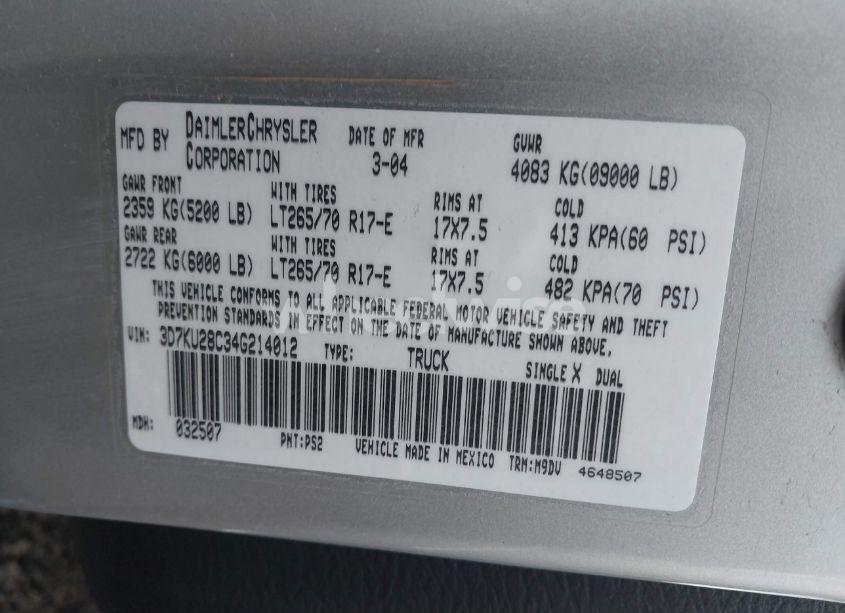 MFD BY DAIMLERCHRYSLER CORPORATION DATE OF MFR 3-04 GVWR 4083 KG(09000 LB)
GAWR FRONT 2359 KG(5200 LB) WITH TIRES LT265/70 R17-E RIMS AT 17X7.5 COLD 413 KPA(60 PSI)
GAWR REAR 2722 KG(6000 LB) WITH TIRES LT265/70 R17-E RIMS AT 17X7.5 COLD 482 KPA(70 PSI)
THIS VEHICLE CONFORMS TO ALL APPLICABLE FEDERAL MOTOR VEHICLE SAFETY AND THEFT
PREVENTION STANDARDS IN EFFECT ON THE DATE OF MANUFACTURE SHOWN ABOVE.
VIN: 3D7KU28C34G214012 TYPE: TRUCK SINGLE X DUAL
MDH: 032507 PNT:PS2 VEHICLE MADE IN MEXICO TRM:M9DV 4648507